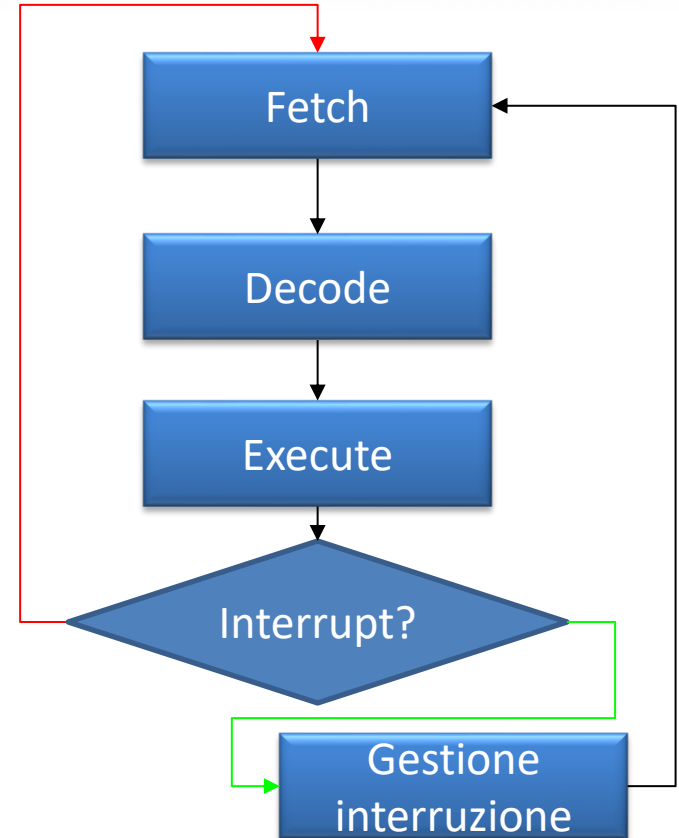 Fetch
Decode
Execute
Interrupt?
Gestione
interruzione